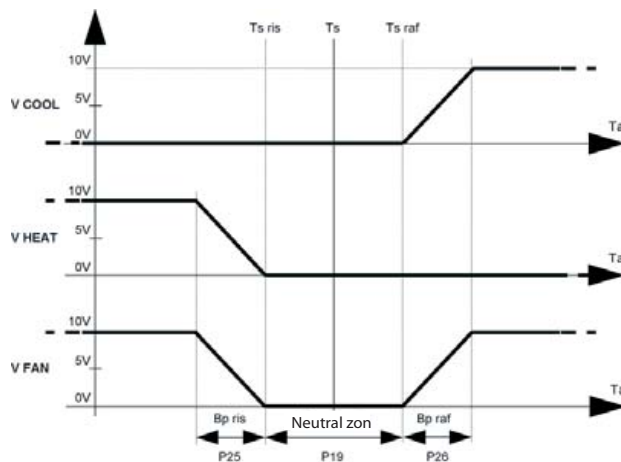 Ts ris Ts Ts raf
10V
V COOL 5V
0V Ta
10V
V HEAT 5V
0V Ta
10V
V FAN 5V
0V Ta
Bp ris Neutral zon Bp raf
P25 P19 P26